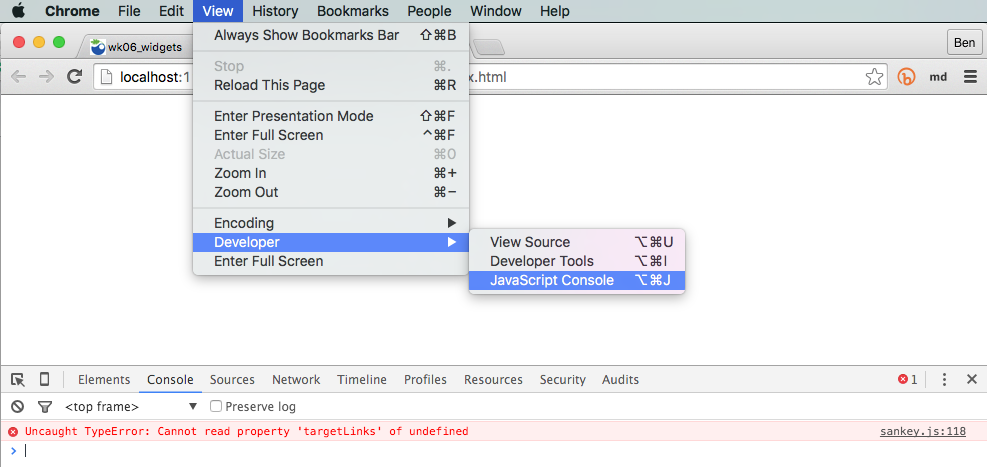 Chrome File Edit View History Bookmarks People Window Help
wk06_widgets
Ben
localhost:1
x.html
md
Always Show Bookmarks Bar ⇧⌘B
Stop ⌘.
Reload This Page ⌘R
Enter Presentation Mode ⇧⌘F
Enter Full Screen ^⌘F
Actual Size ⌘0
Zoom In ⌘+
Zoom Out ⌘−
Encoding ▶
Developer ▶
Enter Full Screen
View Source ⌥⌘U
Developer Tools ⌥⌘I
JavaScript Console ⌥⌘J
Elements Console Sources Network Timeline Profiles Resources Security Audits 1
<top frame> ▼ Preserve log
Uncaught TypeError: Cannot read property 'targetLinks' of undefined sankey.js:118
>